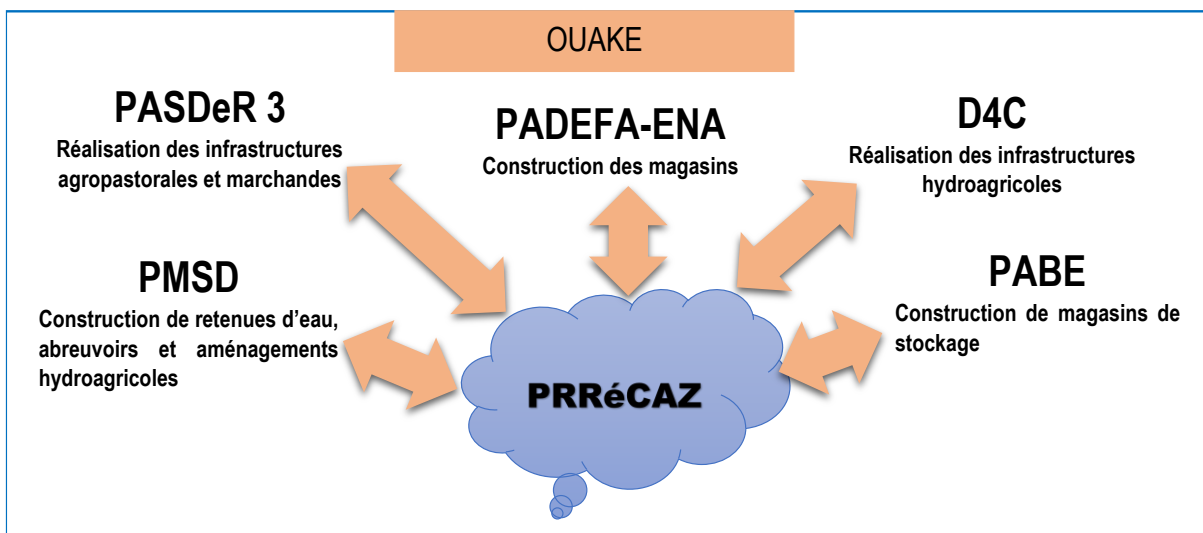 OUAKE
PASDeR 3
Réalisation des infrastructures
agropastorales et marchandes
PADEFA-ENA
Construction des magasins
D4C
Réalisation des infrastructures
hydroagricoles
PMSD
Construction de retenues d’eau,
abreuvoirs et aménagements
hydroagricoles
PABE
Construction de magasins de
stockage
PRRéCAZ